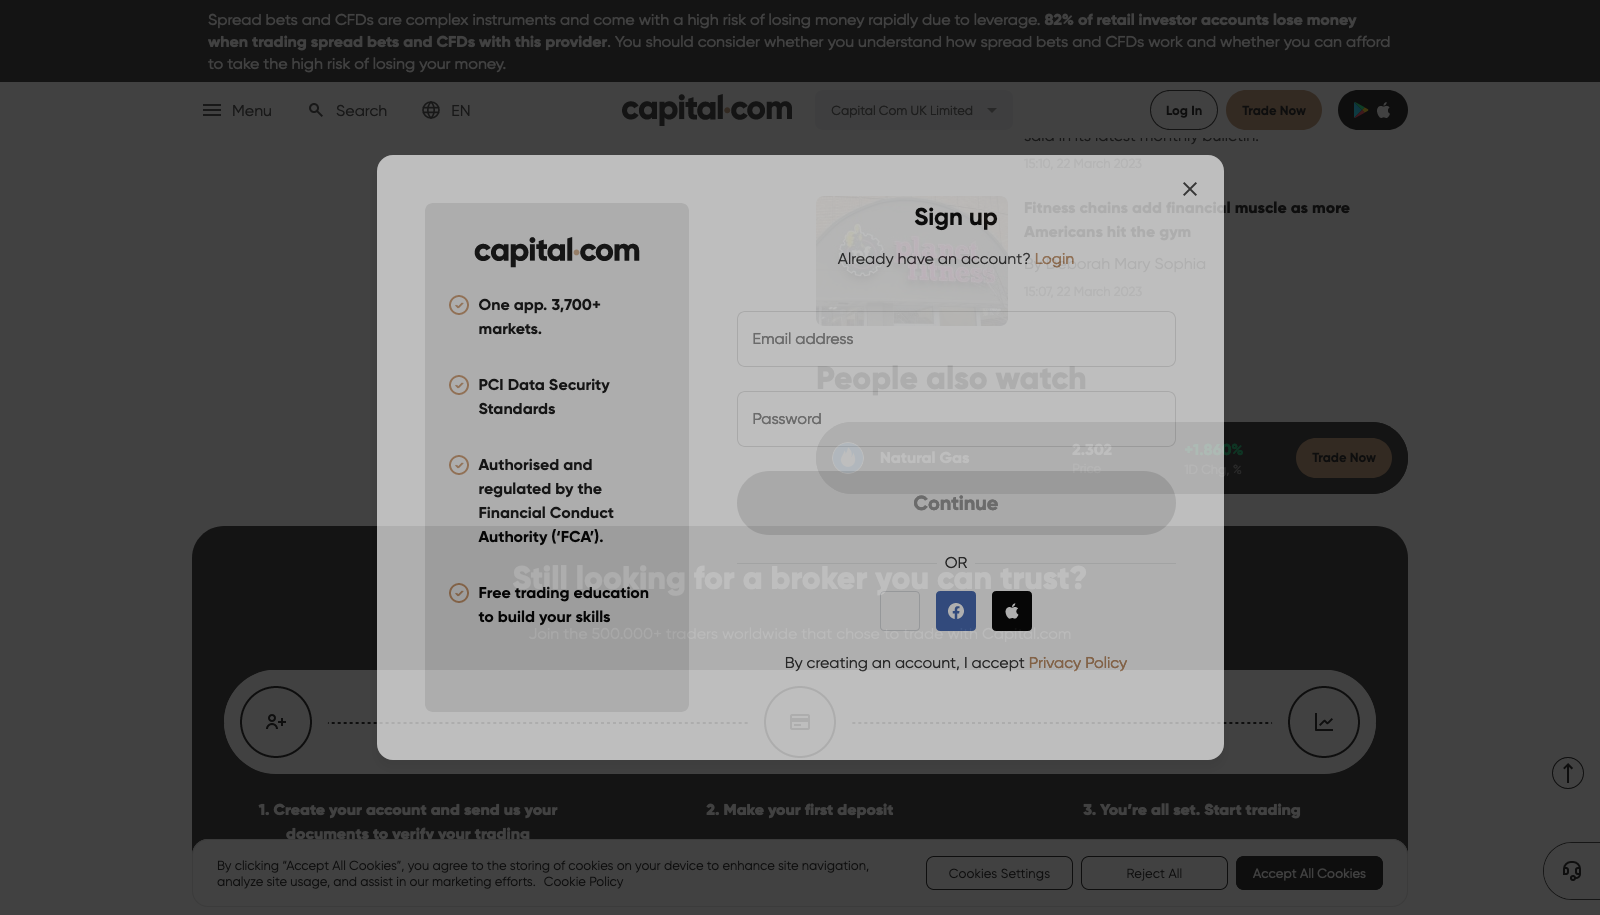 Spread bets and CFDs are complex instruments and come with a high risk of losing money rapidly due to leverage. 82% of retail investor accounts lose money
when trading spread bets and CFDs with this provider. You should consider whether you understand how spread bets and CFDs work and whether you can afford
to take the high risk of losing your money.
Menu
Search
EN
capital.com
Capital Com UK Limited
Log In
Trade Now
said in its latest monthly bulletin.
15:10, 22 March 2023
Fitness chains add financial muscle as more
Americans hit the gym
By Deborah Mary Sophia
15:07, 22 March 2023
capital.com
One app. 3,700+
markets.
PCI Data Security
Standards
Authorised and
regulated by the
Financial Conduct
Authority (‘FCA’).
Free trading education
to build your skills
Sign up
Already have an account? Login
Email address
People also watch
Password
Natural Gas
2.302
Price
+1.860%
1D Chg, %
Trade Now
Continue
OR
Still looking for a broker you can trust?
Join the 500.000+ traders worldwide that chose to trade with Capital.com
By creating an account, I accept Privacy Policy
1. Create your account and send us your
documents to verify your trading
2. Make your first deposit
3. You’re all set. Start trading
By clicking “Accept All Cookies”, you agree to the storing of cookies on your device to enhance site navigation,
analyze site usage, and assist in our marketing efforts. Cookie Policy
Cookies Settings
Reject All
Accept All Cookies